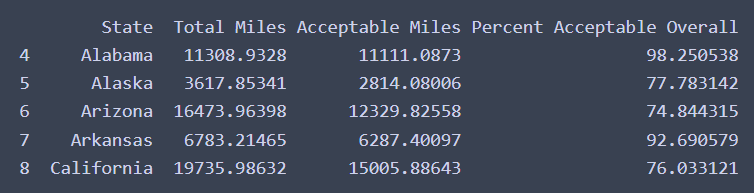 State Total Miles Acceptable Miles Percent Acceptable Overall
4 Alabama 11308.9328 11111.0873 98.250538
5 Alaska 3617.85341 2814.08006 77.783142
6 Arizona 16473.96398 12329.82558 74.844315
7 Arkansas 6783.21465 6287.40097 92.690579
8 California 19735.98632 15005.88643 76.033121